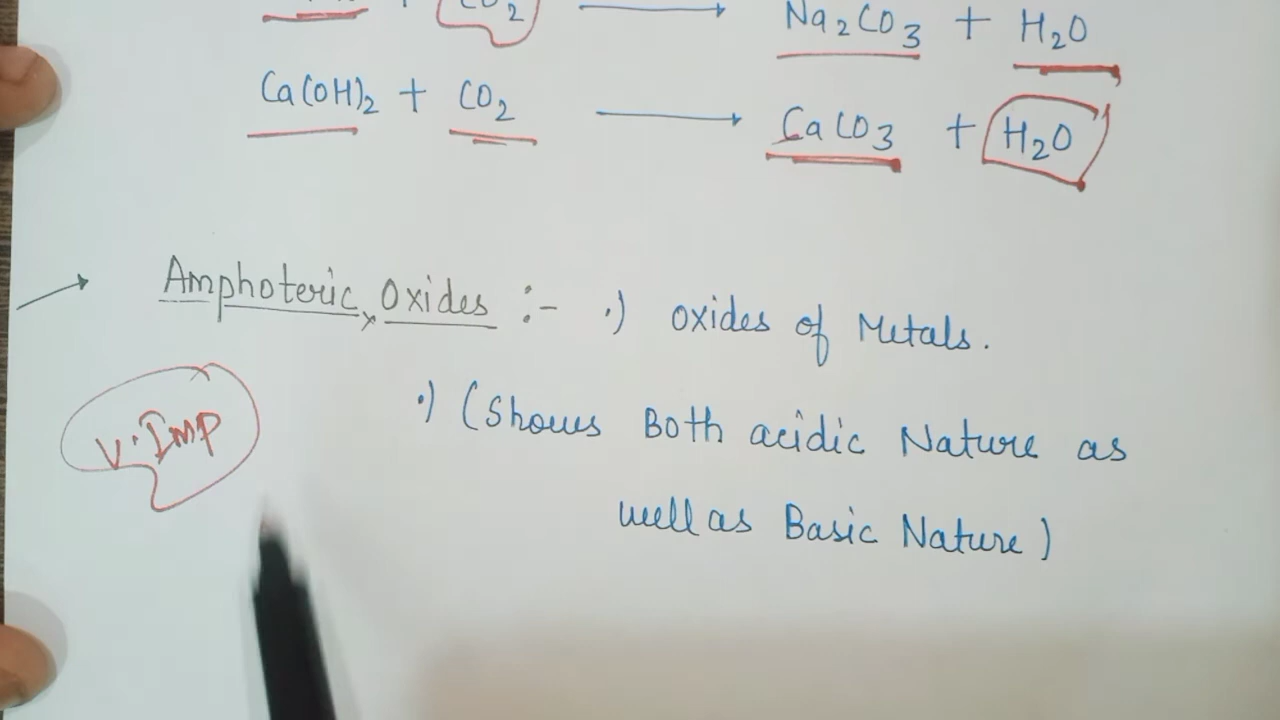 + CO2 → Na2CO3 + H2O
Ca(OH)2 + CO2 → CaCO3 + H2O
→ Amphoteric Oxides :- •) Oxides of Metals.
V. Imp
•) (Shows Both acidic Nature as
well as Basic Nature)